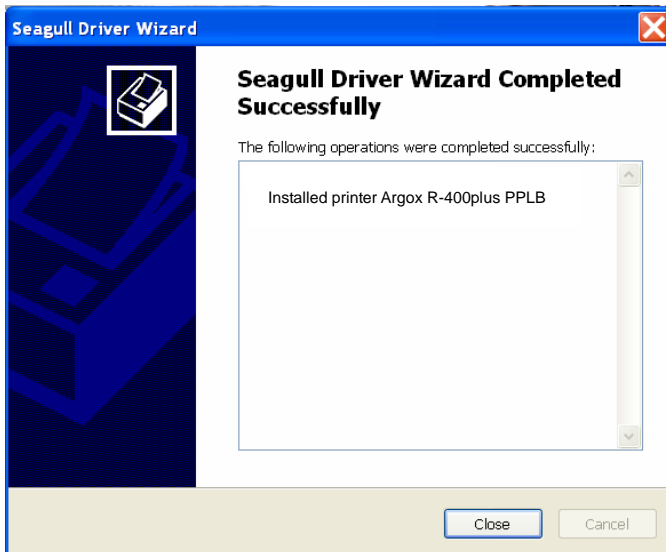 Seagull Driver Wizard
Seagull Driver Wizard Completed
Successfully
The following operations were completed successfully:
Installed printer Argox R-400plus PPLB
Close
Cancel